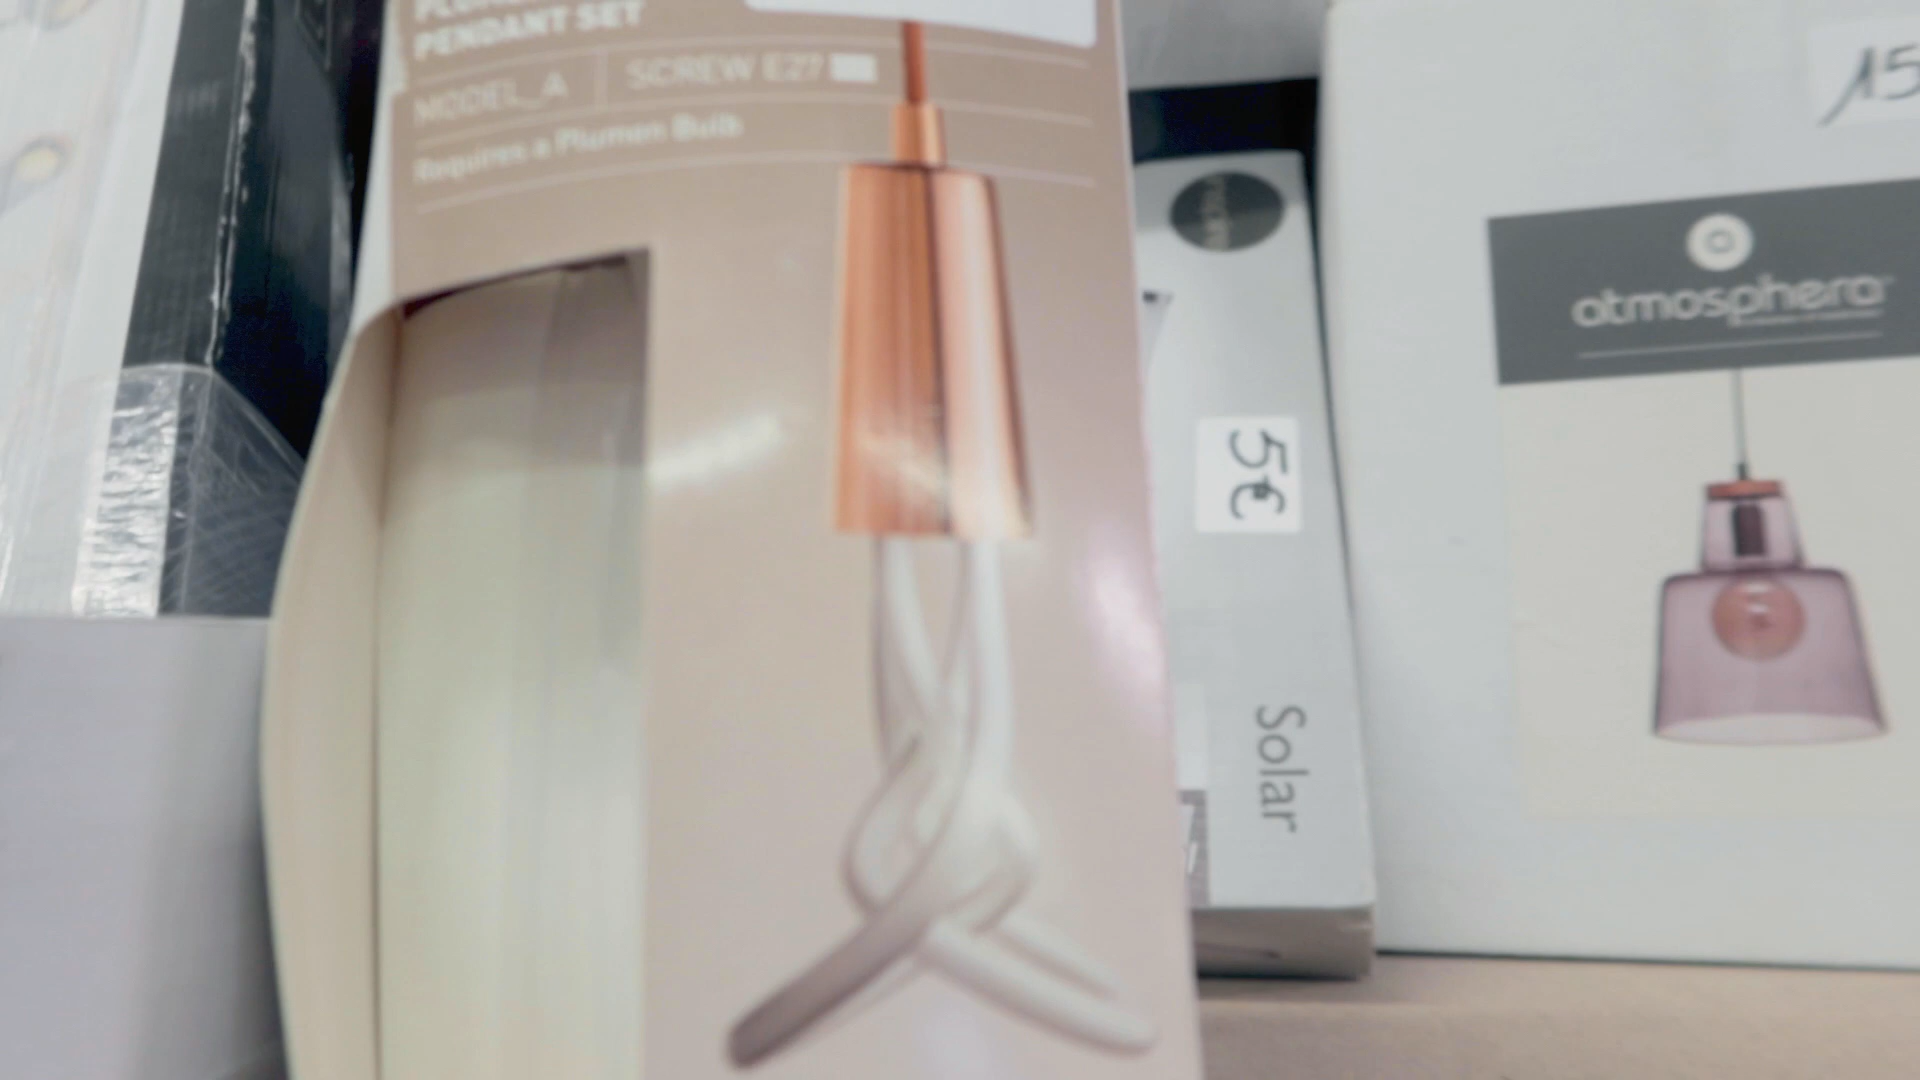 PENDANT SET
MODEL_A
SCREW E27
Requires a Plumen Bulb
5€
Solar
15
atmosphera